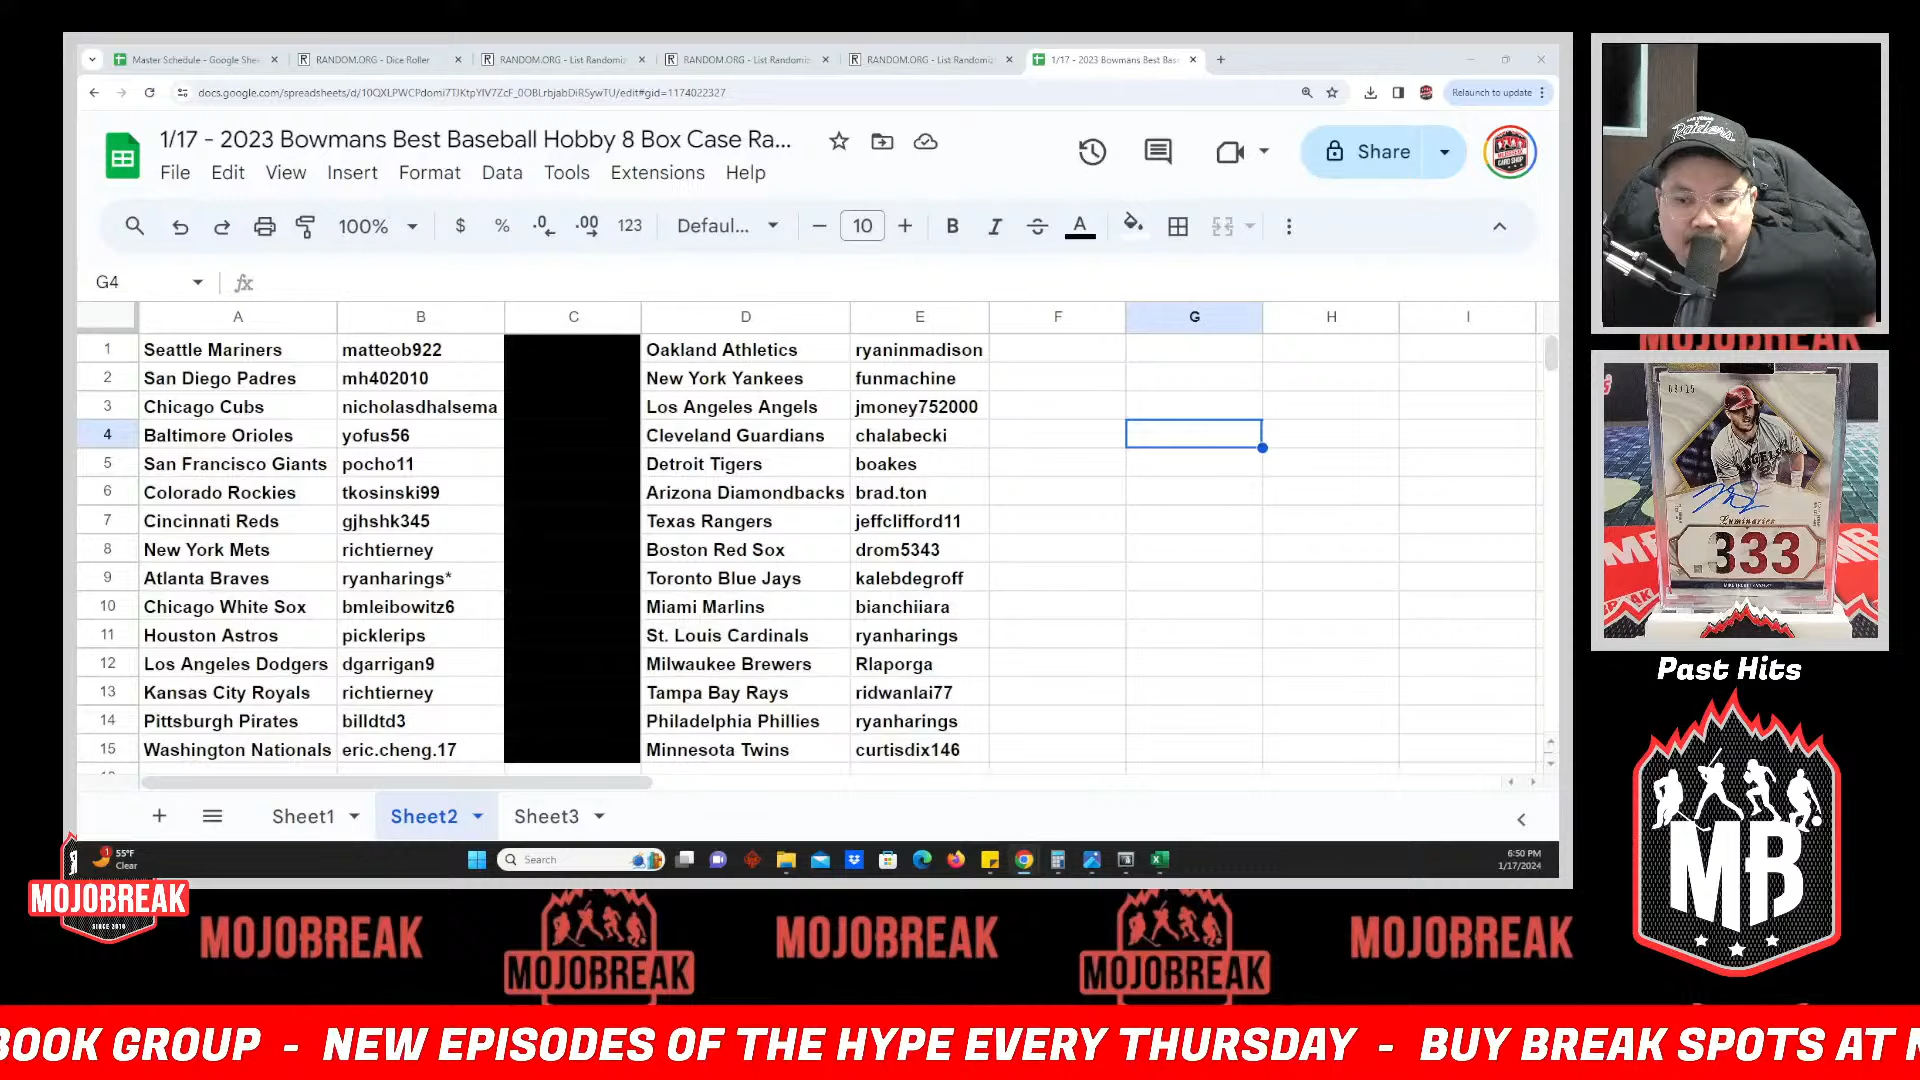 Master Schedule - Google She
RANDOM.ORG - Dice Roller
RANDOM.ORG - List Randomiz
RANDOM.ORG - List Randomiz
RANDOM.ORG - List Randomiz
1/17 - 2023 Bowmans Best Base
docs.google.com/spreadsheets/d/10QXLPWCPdomi7TJKtpYIV7ZcF_0OBLrbjabDiRSywTU/edit#gid=1174022327
Relaunch to update
1/17 - 2023 Bowmans Best Baseball Hobby 8 Box Case Ra...
File Edit View Insert Format Data Tools Extensions Help
Share
100% $ % .0 .00 123 Defaul... − 10 + B I A
G4 fx
A B C D E F G H I
1 Seattle Mariners matteob922 Oakland Athletics ryaninmadison
2 San Diego Padres mh402010 New York Yankees funmachine
3 Chicago Cubs nicholasdhalsema Los Angeles Angels jmoney752000
4 Baltimore Orioles yofus56 Cleveland Guardians chalabecki
5 San Francisco Giants pocho11 Detroit Tigers boakes
6 Colorado Rockies tkosinski99 Arizona Diamondbacks brad.ton
7 Cincinnati Reds gjhshk345 Texas Rangers jeffclifford11
8 New York Mets richtierney Boston Red Sox drom5343
9 Atlanta Braves ryanharings* Toronto Blue Jays kalebdegroff
10 Chicago White Sox bmleibowitz6 Miami Marlins bianchiiara
11 Houston Astros picklerips St. Louis Cardinals ryanharings
12 Los Angeles Dodgers dgarrigan9 Milwaukee Brewers Rlaporga
13 Kansas City Royals richtierney Tampa Bay Rays ridwanlai77
14 Pittsburgh Pirates billdtd3 Philadelphia Phillies ryanharings
15 Washington Nationals eric.cheng.17 Minnesota Twins curtisdix146
+ Sheet1 Sheet2 Sheet3
1
55°F
Clear
Search
6:50 PM
1/17/2024
Raiders
ANGELS
Luminaries
333
Past Hits
MB
MOJOBREAK
SINCE 2010
MOJOBREAK
MOJOBREAK
MOJOBREAK
MOJOBREAK
MOJOBREAK
BOOK GROUP - NEW EPISODES OF THE HYPE EVERY THURSDAY - BUY BREAK SPOTS AT